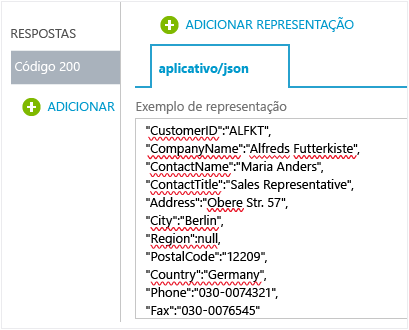 RESPOSTAS
Código 200
ADICIONAR
ADICIONAR REPRESENTAÇÃO
aplicativo/json
Exemplo de representação
"CustomerID":"ALFKT",
"CompanyName":"Alfreds Futterkiste",
"ContactName":"Maria Anders",
"ContactTitle":"Sales Representative",
"Address":"Obere Str. 57",
"City":"Berlin",
"Region":null,
"PostalCode":"12209",
"Country":"Germany",
"Phone":"030-0074321",
"Fax":"030-0076545"